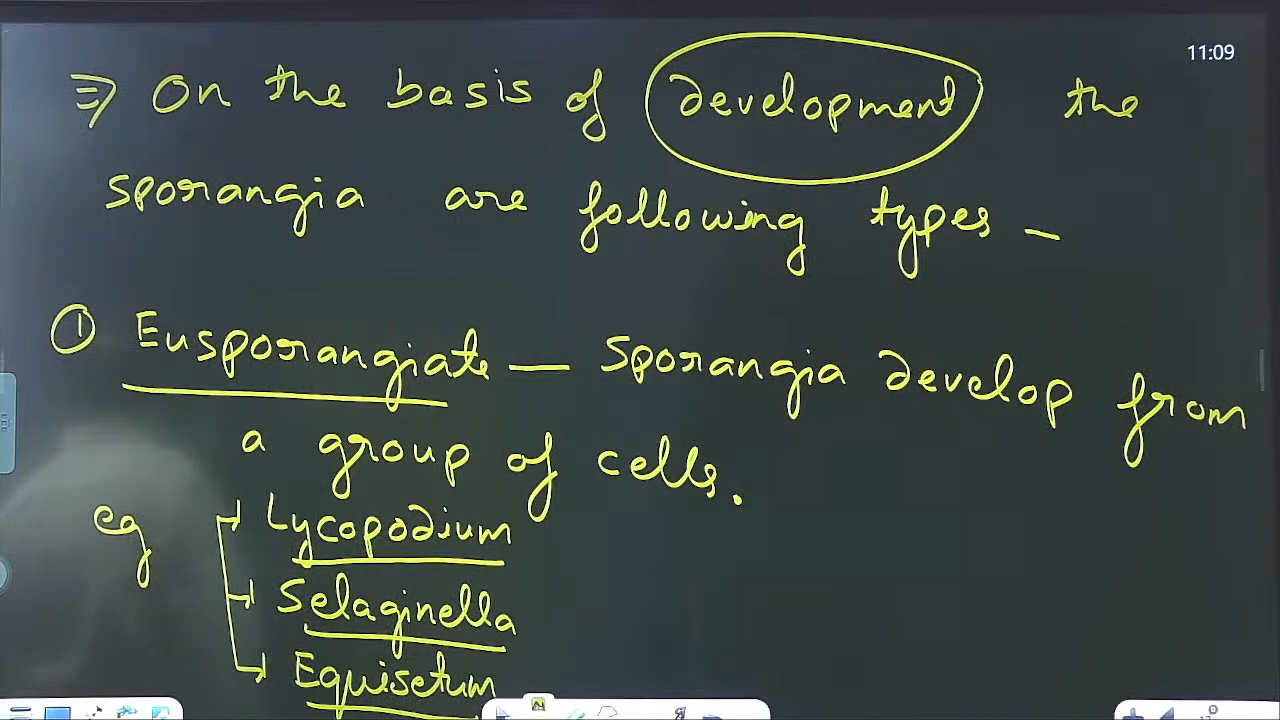 11:09
⇒ On the basis of development the
sporangia are following types –
① Eusporangiate — Sporangia develop from
a group of cells.
eg → Lycopodium
→ Selaginella
→ Equisetum